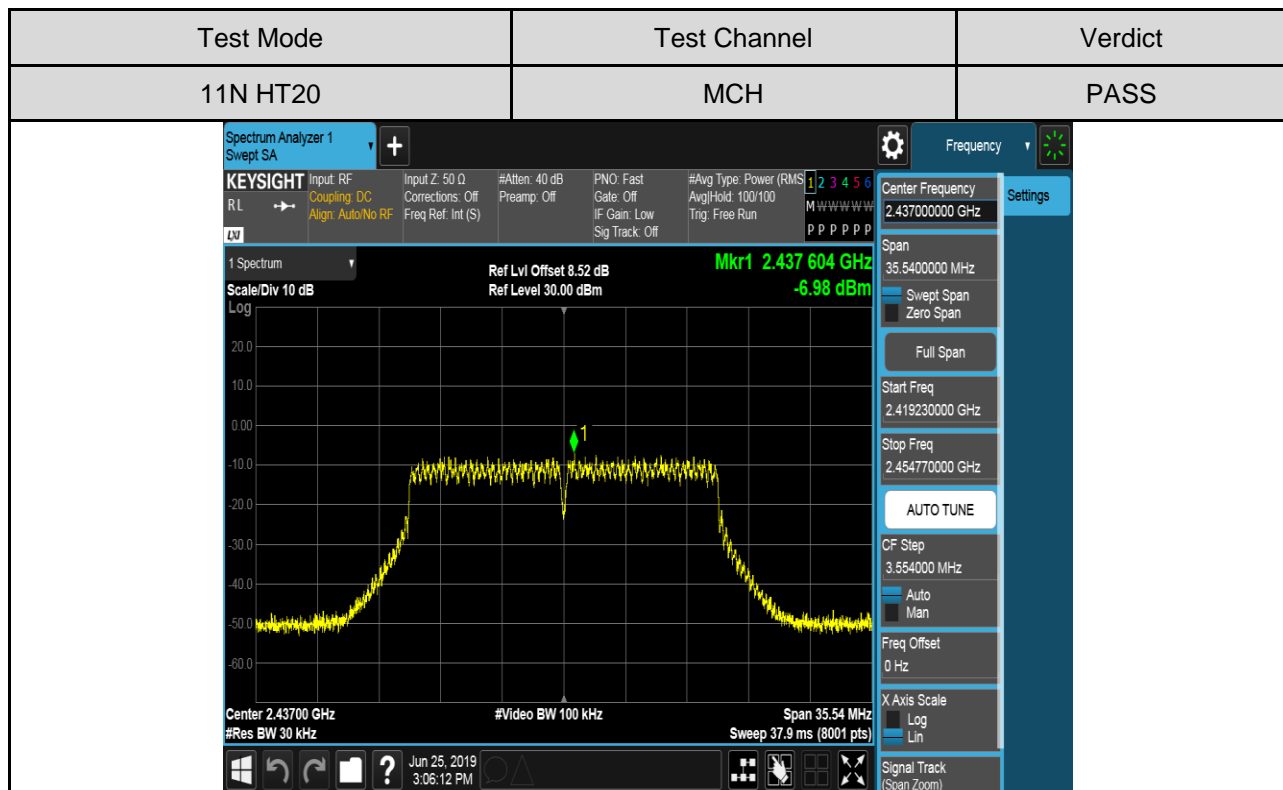 Test Mode Test Channel Verdict
11N HT20 MCH PASS
Spectrum Analyzer 1
Swept SA
+
Frequency
KEYSIGHT
RL
LXI
Input: RF
Coupling: DC
Align: Auto/No RF
Input Z: 50 Ω
Corrections: Off
Freq Ref: Int (S)
#Atten: 40 dB
Preamp: Off
PNO: Fast
Gate: Off
IF Gain: Low
Sig Track: Off
#Avg Type: Power (RMS
Avg|Hold: 100/100
Trig: Free Run
1 2 3 4 5 6
M W W W W W
P P P P P P
Center Frequency
2.437000000 GHz
Settings
1 Spectrum
Scale/Div 10 dB
Ref Lvl Offset 8.52 dB
Ref Level 30.00 dBm
Mkr1 2.437 604 GHz
-6.98 dBm
Span
35.5400000 MHz
Swept Span
Zero Span
Full Span
Start Freq
2.419230000 GHz
Stop Freq
2.454770000 GHz
AUTO TUNE
CF Step
3.554000 MHz
Auto
Man
Freq Offset
0 Hz
X Axis Scale
Log
Lin
Signal Track
(Span Zoom)
Log
20.0
10.0
0.00
-10.0
-20.0
-30.0
-40.0
-50.0
-60.0
1
Center 2.43700 GHz
#Res BW 30 kHz
#Video BW 100 kHz
Span 35.54 MHz
Sweep 37.9 ms (8001 pts)
?
Jun 25, 2019
3:06:12 PM